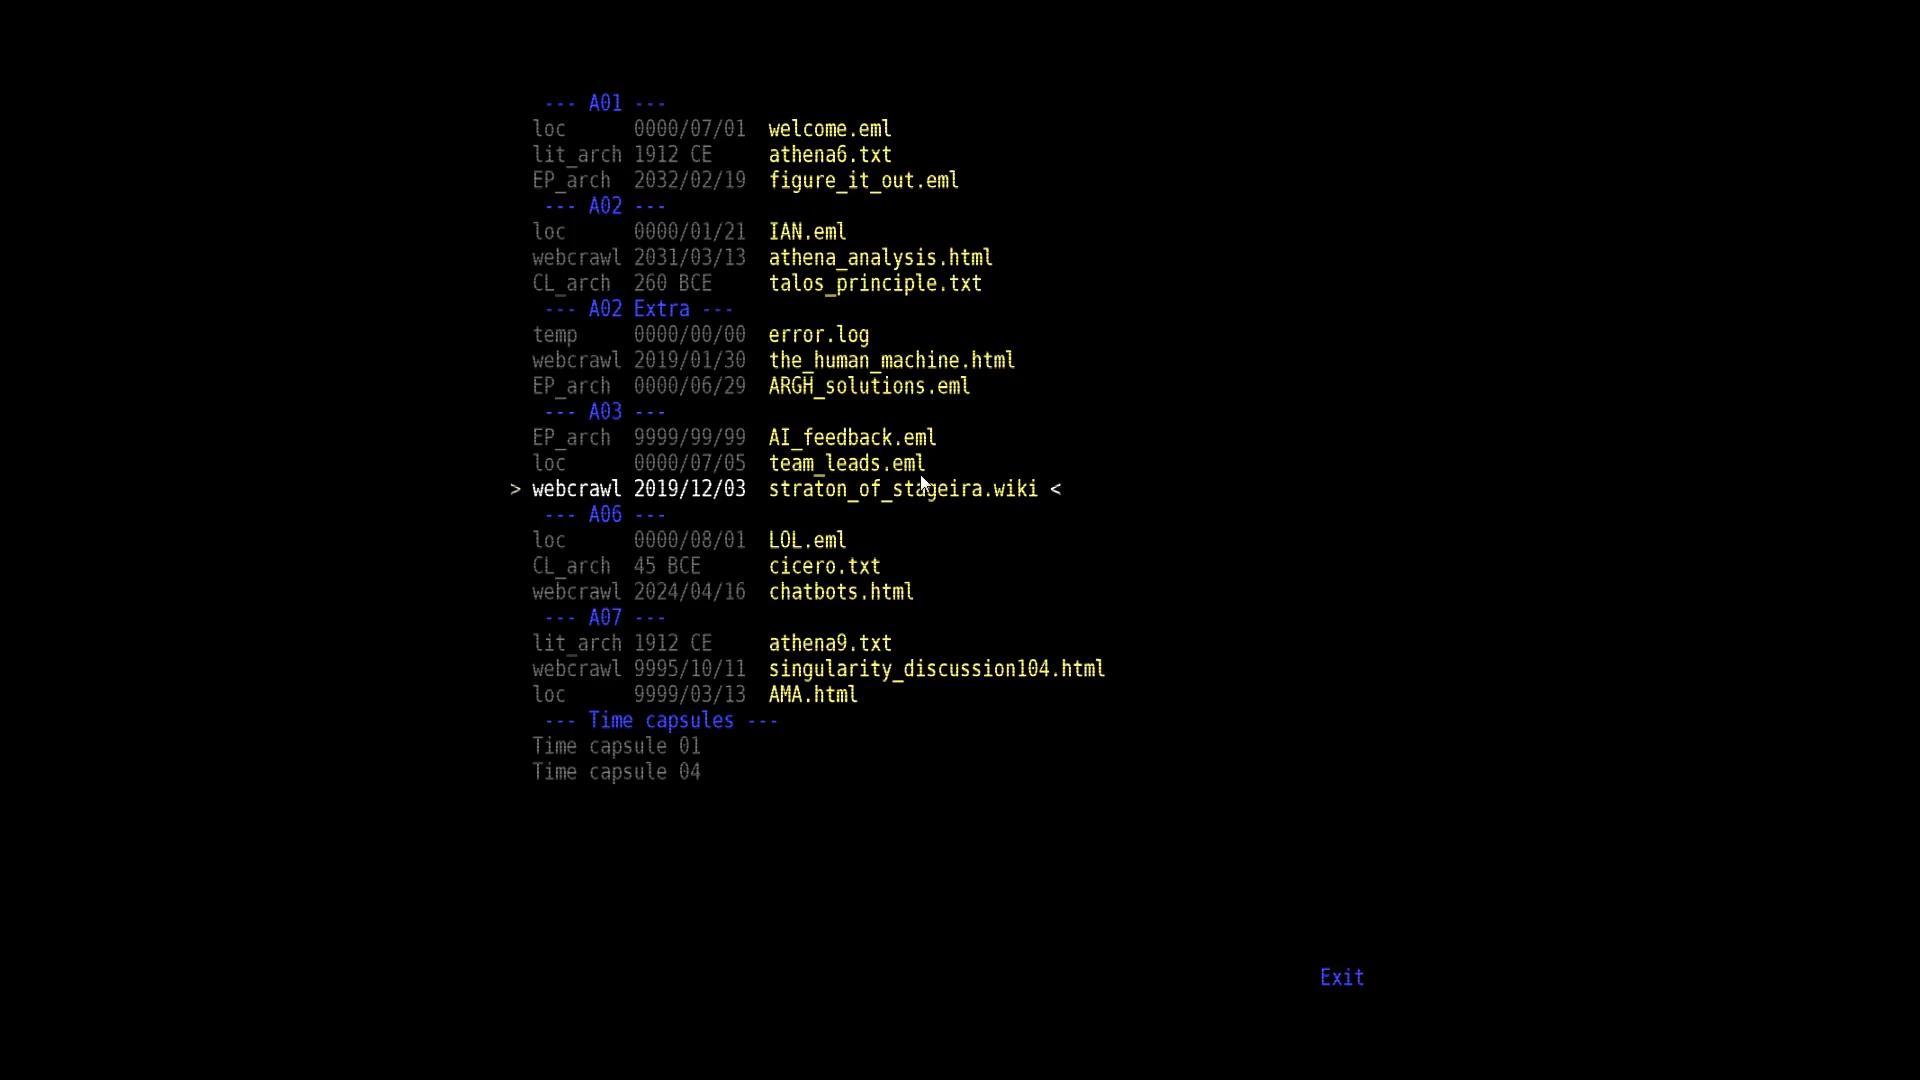 --- A01 ---
loc 0000/07/01 welcome.eml
lit_arch 1912 CE athena6.txt
EP_arch 2032/02/19 figure_it_out.eml
--- A02 ---
loc 0000/01/21 IAN.eml
webcrawl 2031/03/13 athena_analysis.html
CL_arch 260 BCE talos_principle.txt
--- A02 Extra ---
temp 0000/00/00 error.log
webcrawl 2019/01/30 the_human_machine.html
EP_arch 0000/06/29 ARGH_solutions.eml
--- A03 ---
EP_arch 9999/99/99 AI_feedback.eml
loc 0000/07/05 team_leads.eml
> webcrawl 2019/12/03 straton_of_stageira.wiki <
--- A06 ---
loc 0000/08/01 LOL.eml
CL_arch 45 BCE cicero.txt
webcrawl 2024/04/16 chatbots.html
--- A07 ---
lit_arch 1912 CE athena9.txt
webcrawl 9995/10/11 singularity_discussion104.html
loc 9999/03/13 AMA.html
--- Time capsules ---
Time capsule 01
Time capsule 04
Exit